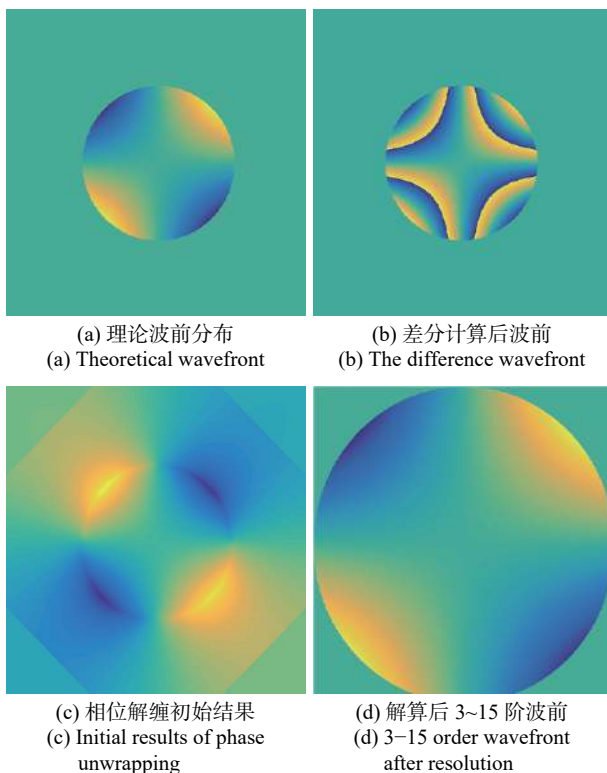 (a) 理论波前分布
(a) Theoretical wavefront
(b) 差分计算后波前
(b) The difference wavefront
(c) 相位解缠初始结果
(c) Initial results of phase
unwrapping
(d) 解算后 3~15 阶波前
(d) 3−15 order wavefront
after resolution